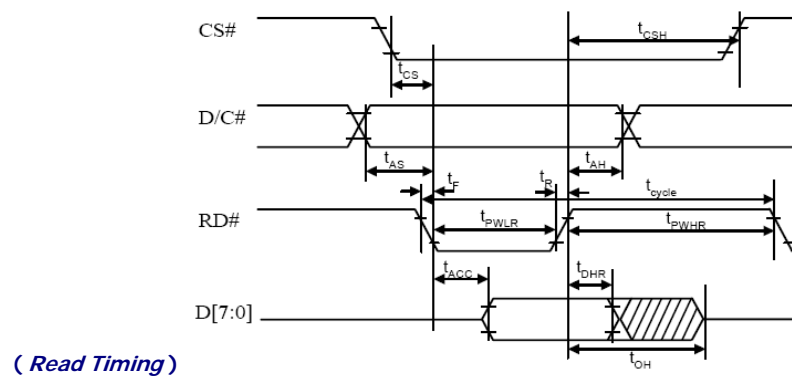 CS#
tCSH
tCS
D/C#
tAS
tAH
tF
tR
tcycle
RD#
tPWLR
tPWHR
tACC
tDHR
D[7:0]
tOH
( Read Timing )